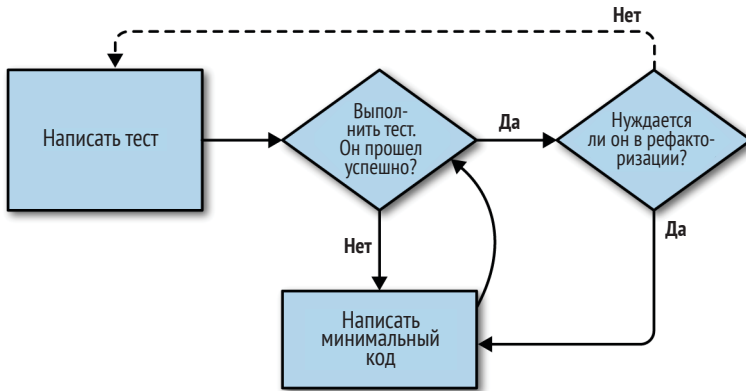 Нет
Написать тест
Выпол-
нить тест.
Он прошел
успешно?
Да
Нуждается
ли он в рефакто-
ризации?
Нет
Да
Написать
минимальный
код